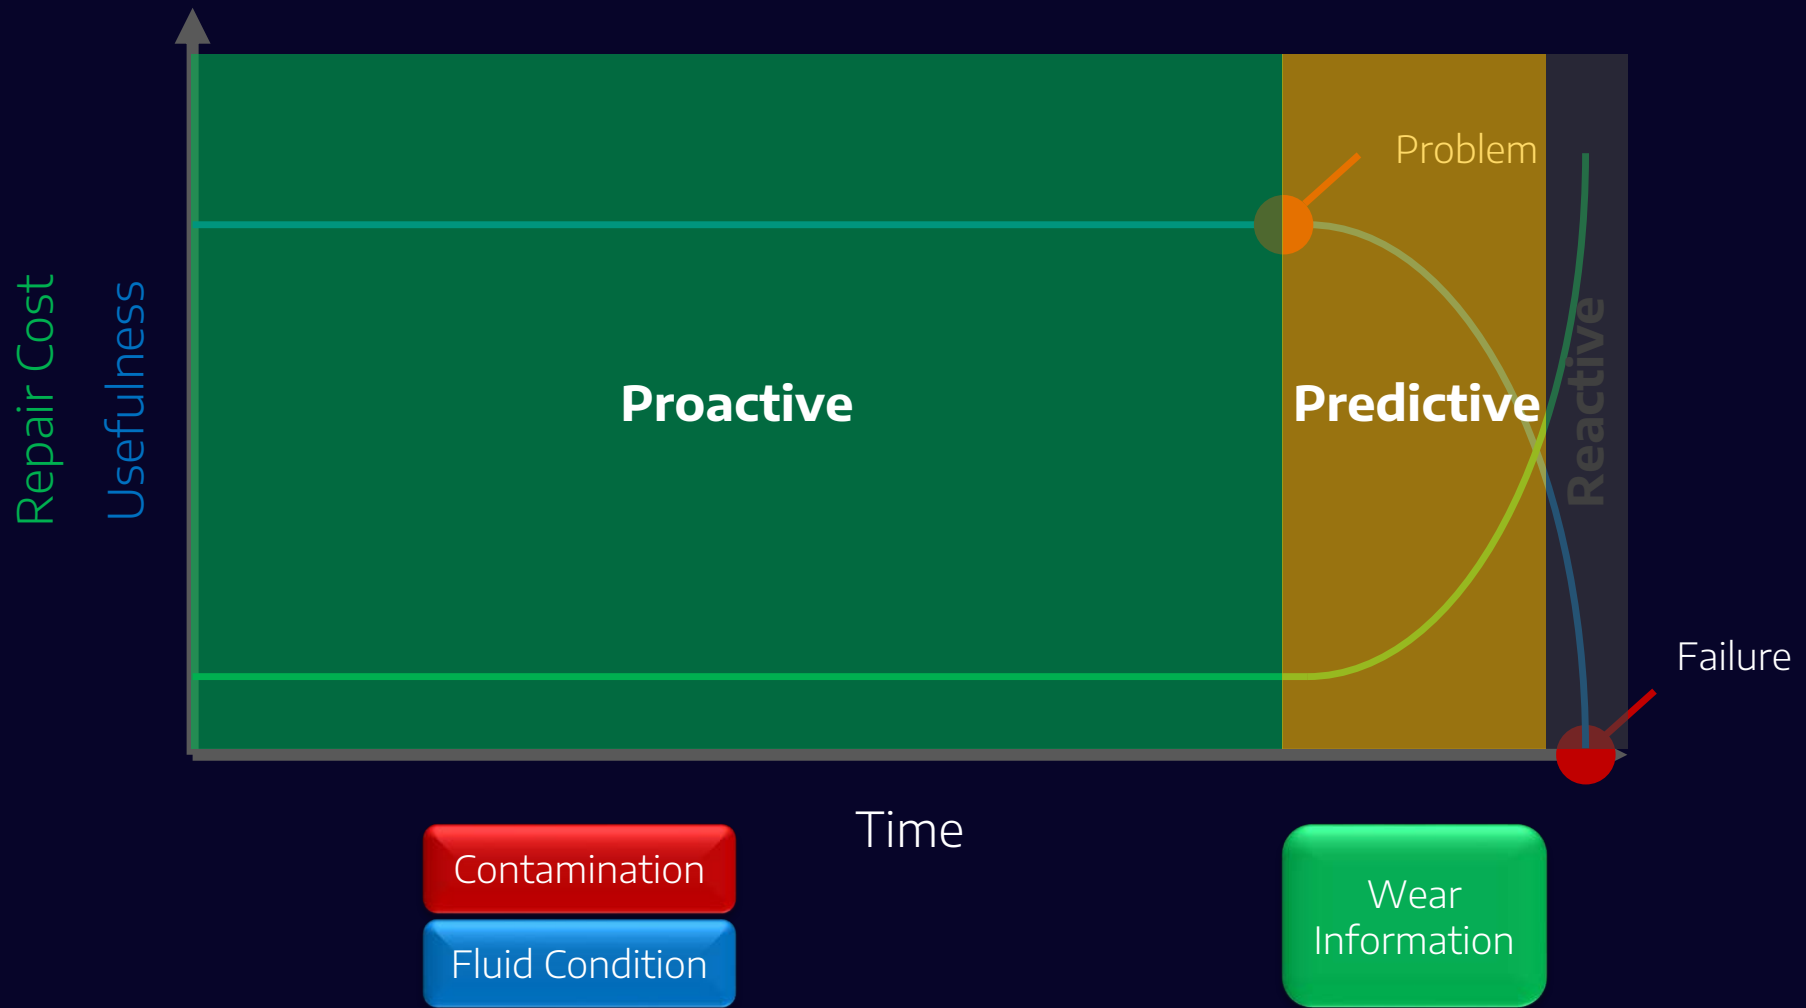 Problem
Repair Cost
Usefulness
Proactive
Predictive
Reactive
Failure
Time
Contamination
Fluid Condition
Wear
Information